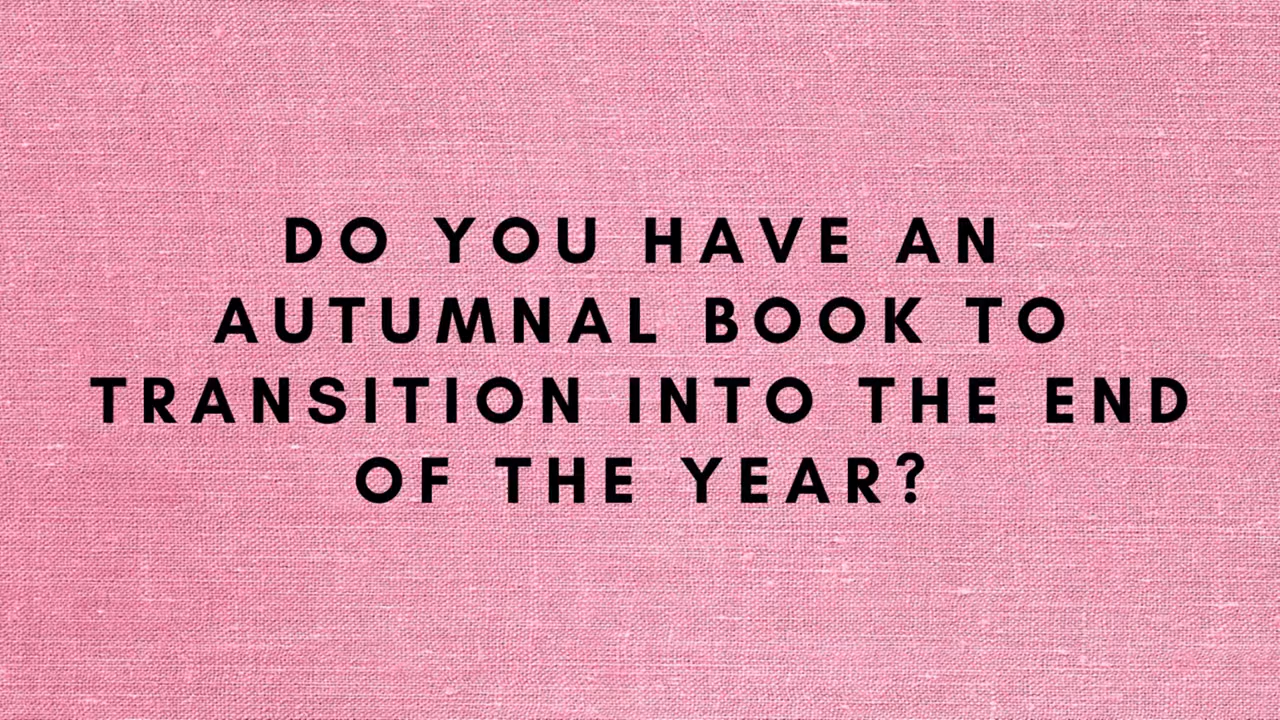 DO YOU HAVE AN
AUTUMNAL BOOK TO
TRANSITION INTO THE END
OF THE YEAR?